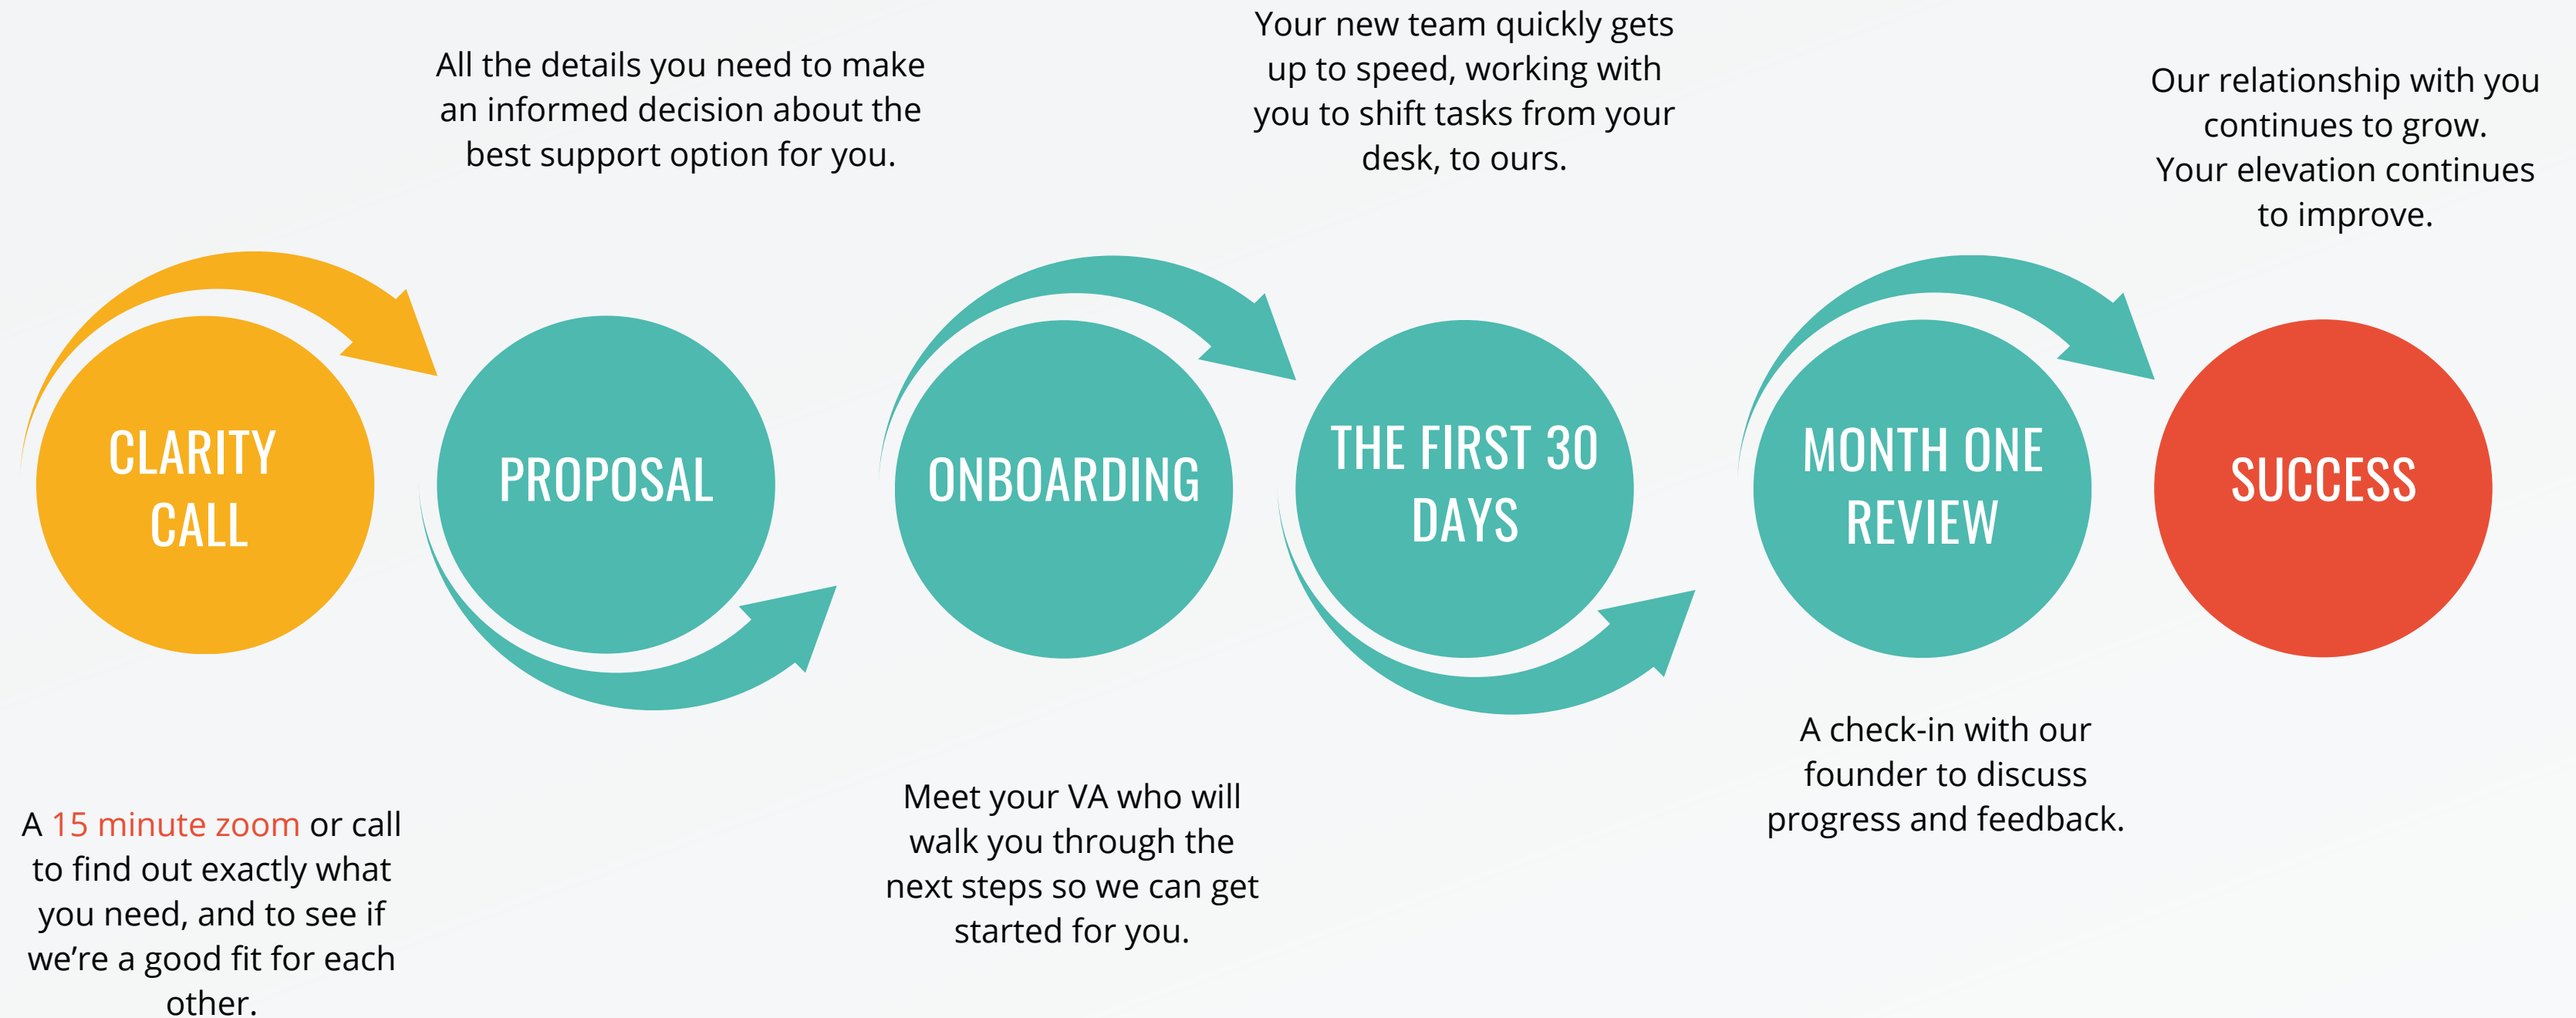 CLARITY
CALL
A 15 minute zoom or call
to find out exactly what
you need, and to see if
we’re a good fit for each
other.
All the details you need to make
an informed decision about the
best support option for you.
PROPOSAL
ONBOARDING
Meet your VA who will
walk you through the
next steps so we can get
started for you.
Your new team quickly gets
up to speed, working with
you to shift tasks from your
desk, to ours.
THE FIRST 30
DAYS
MONTH ONE
REVIEW
A check-in with our
founder to discuss
progress and feedback.
Our relationship with you
continues to grow.
Your elevation continues
to improve.
SUCCESS